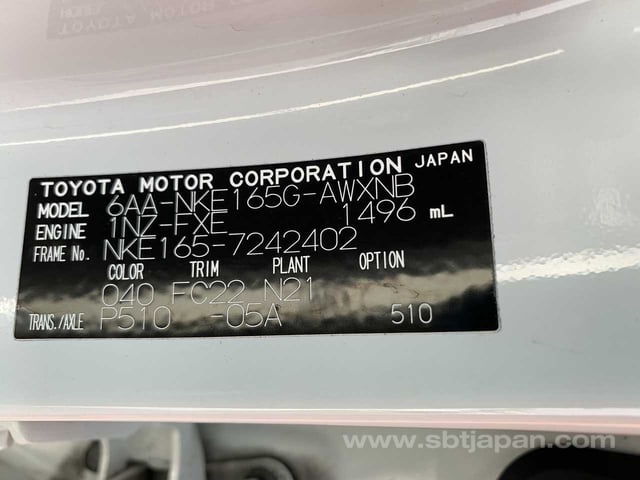 TOYOTA MOTOR CORPORATION JAPAN
MODEL 6AA-NKE165G-AWXNB
ENGINE 1NZ-FXE 1496 mL
FRAME No. NKE165-7242402
COLOR TRIM PLANT OPTION
040 FC22 N21
TRANS./AXLE P510 -05A 510
www.sbtjapan.com